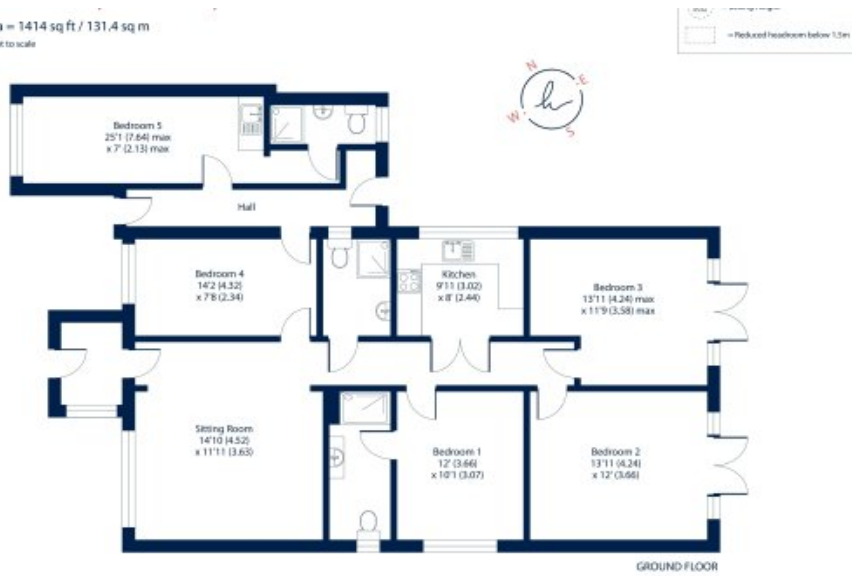 a = 1414 sq ft / 131.4 sq m
t to scale
= Reduced headroom below 1.5m
N
E
S
W
Bedroom 5
25'1 (7.64) max
x 7' (2.13) max
Hall
Bedroom 4
14'2 (4.32)
x 7'8 (2.34)
Kitchen
9'11 (3.02)
x 8' (2.44)
Bedroom 3
13'11 (4.24) max
x 11'9 (3.58) max
Sitting Room
14'10 (4.52)
x 11'11 (3.63)
Bedroom 1
12' (3.66)
x 10'1 (3.07)
Bedroom 2
13'11 (4.24)
x 12' (3.66)
GROUND FLOOR